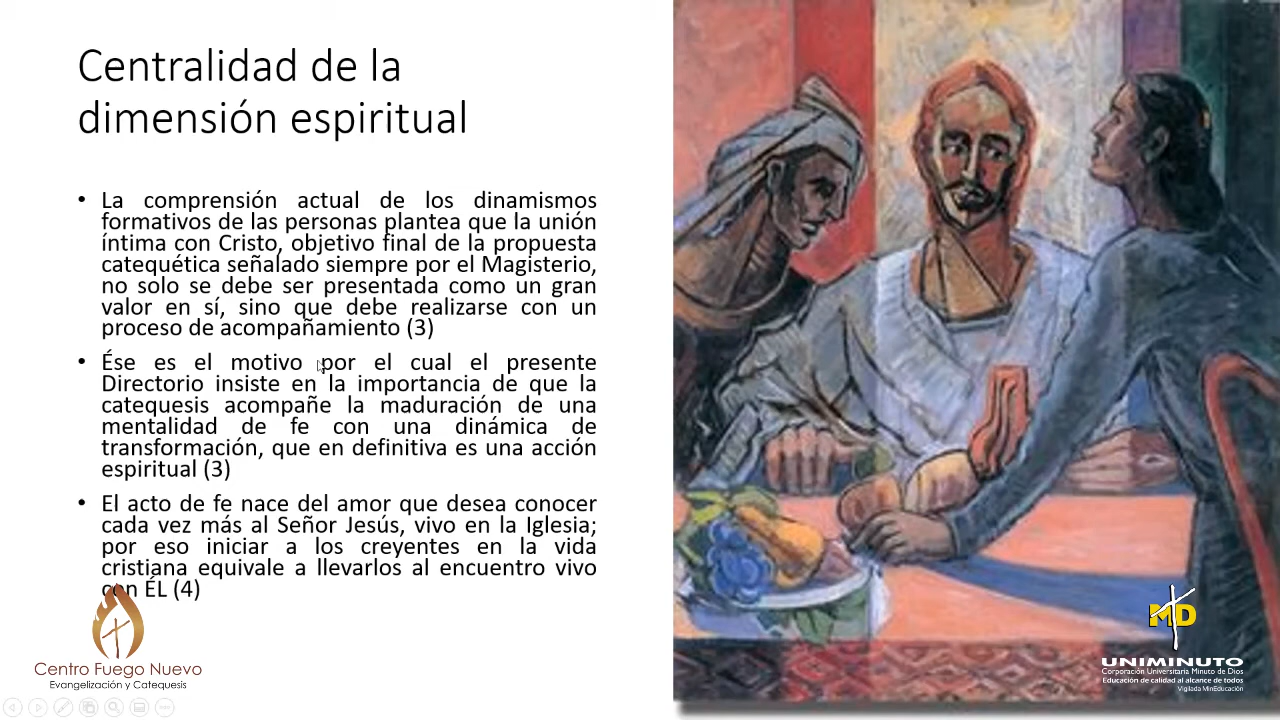 Centralidad de la
dimensión espiritual
• La comprensión actual de los dinamismos
formativos de las personas plantea que la unión
íntima con Cristo, objetivo final de la propuesta
catequética señalado siempre por el Magisterio,
no solo se debe ser presentada como un gran
valor en sí, sino que debe realizarse con un
proceso de acompañamiento (3)
• Ése es el motivo por el cual el presente
Directorio insiste en la importancia de que la
catequesis acompañe la maduración de una
mentalidad de fe con una dinámica de
transformación, que en definitiva es una acción
espiritual (3)
• El acto de fe nace del amor que desea conocer
cada vez más al Señor Jesús, vivo en la Iglesia;
por eso iniciar a los creyentes en la vida
cristiana equivale a llevarlos al encuentro vivo
con ÉL (4)
Centro Fuego Nuevo
Evangelización y Catequesis
MD
UNIMINUTO
Corporación Universitaria Minuto de Dios
Educación de calidad al alcance de todos
Vigilada MinEducación